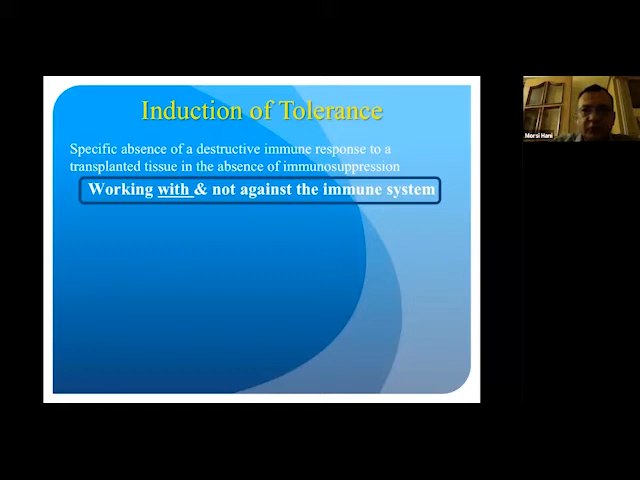 Induction of Tolerance
Specific absence of a destructive immune response to a
transplanted tissue in the absence of immunosuppression
Working with & not against the immune system
Morsi Hani